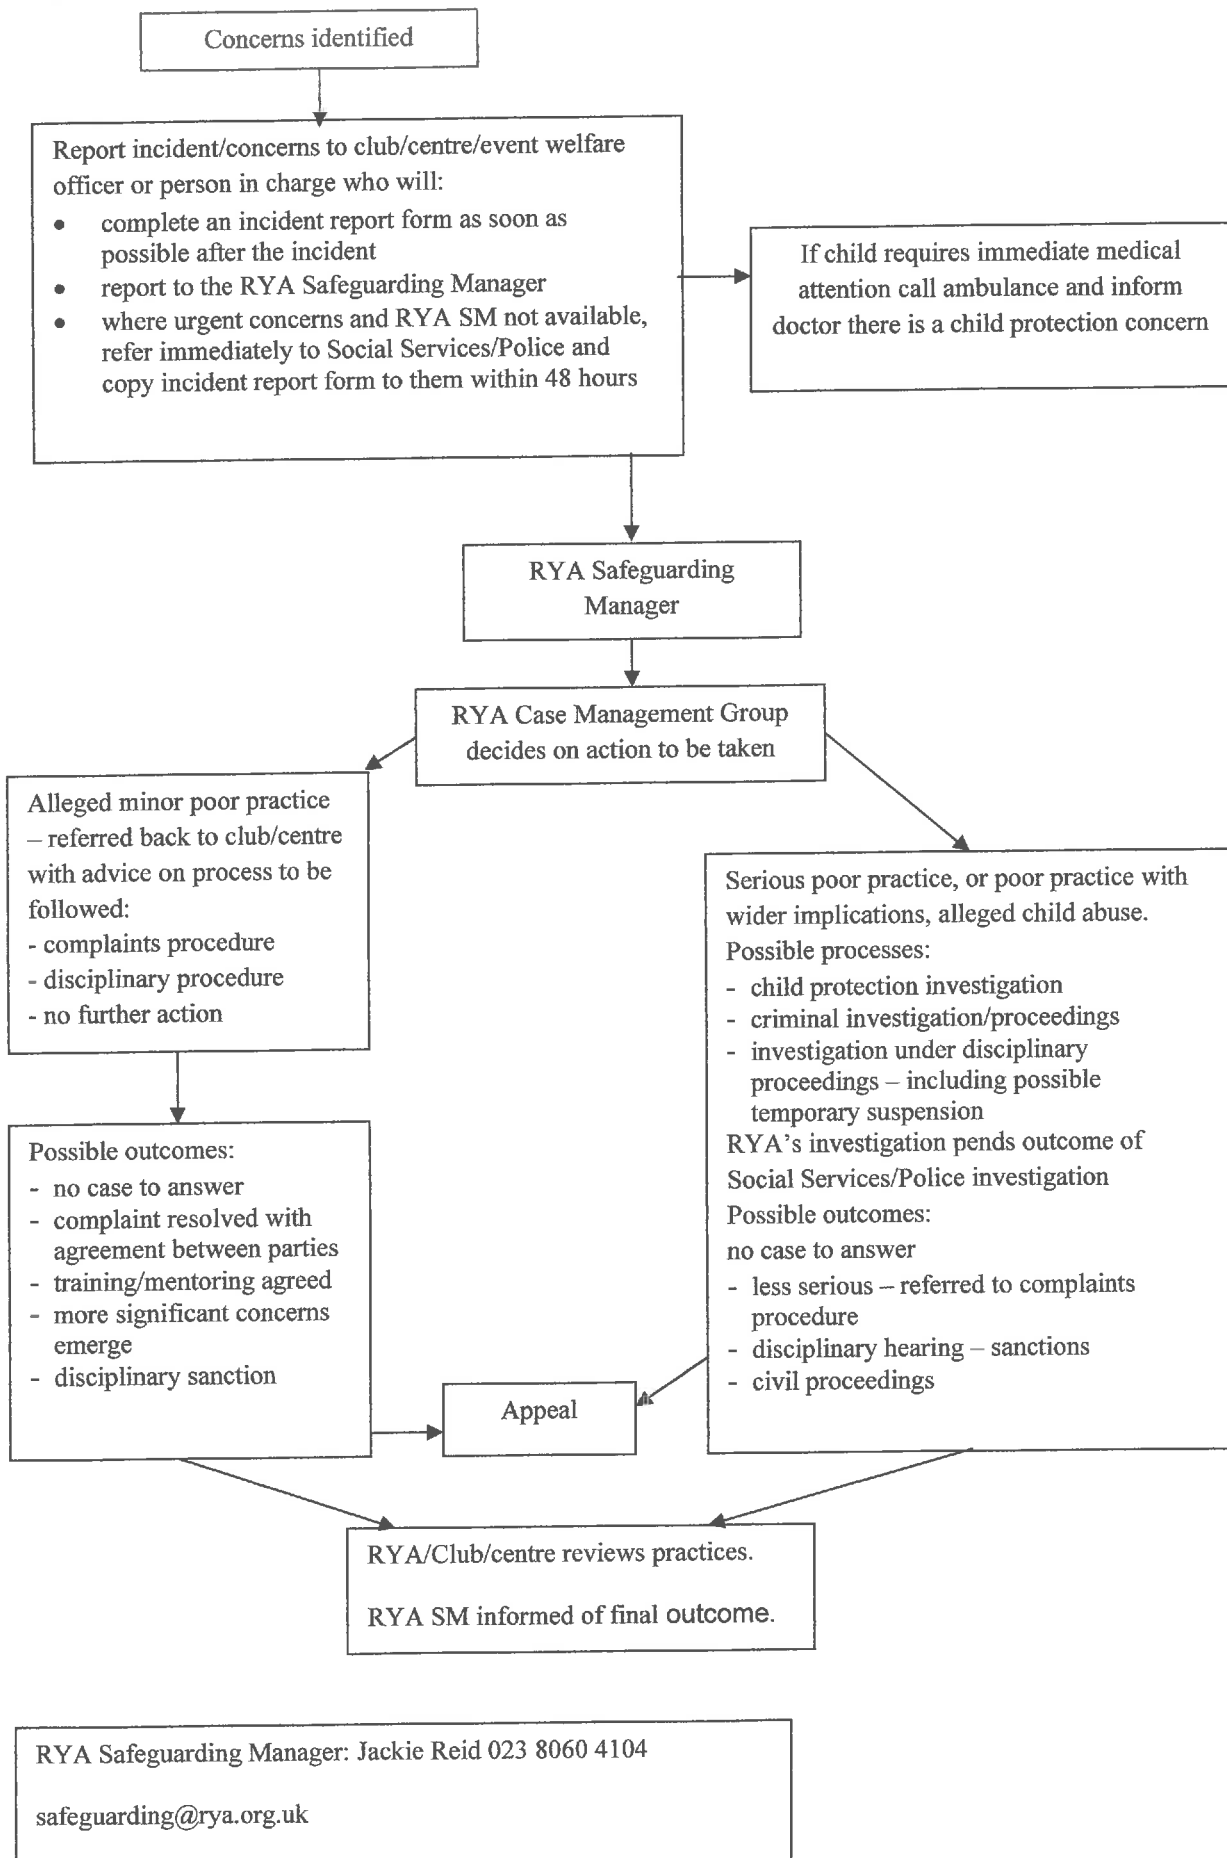 Concerns identified
Report incident/concerns to club/centre/event welfare
officer or person in charge who will:
• complete an incident report form as soon as
possible after the incident
• report to the RYA Safeguarding Manager
• where urgent concerns and RYA SM not available,
refer immediately to Social Services/Police and
copy incident report form to them within 48 hours
If child requires immediate medical
attention call ambulance and inform
doctor there is a child protection concern
RYA Safeguarding
Manager
RYA Case Management Group
decides on action to be taken
Alleged minor poor practice
– referred back to club/centre
with advice on process to be
followed:
- complaints procedure
- disciplinary procedure
- no further action
Serious poor practice, or poor practice with
wider implications, alleged child abuse.
Possible processes:
- child protection investigation
- criminal investigation/proceedings
- investigation under disciplinary
proceedings – including possible
temporary suspension
RYA's investigation pends outcome of
Social Services/Police investigation
Possible outcomes:
no case to answer
- less serious – referred to complaints
procedure
- disciplinary hearing – sanctions
- civil proceedings
Possible outcomes:
- no case to answer
- complaint resolved with
agreement between parties
- training/mentoring agreed
- more significant concerns
emerge
- disciplinary sanction
Appeal
RYA/Club/centre reviews practices.
RYA SM informed of final outcome.
RYA Safeguarding Manager: Jackie Reid 023 8060 4104
safeguarding@rya.org.uk